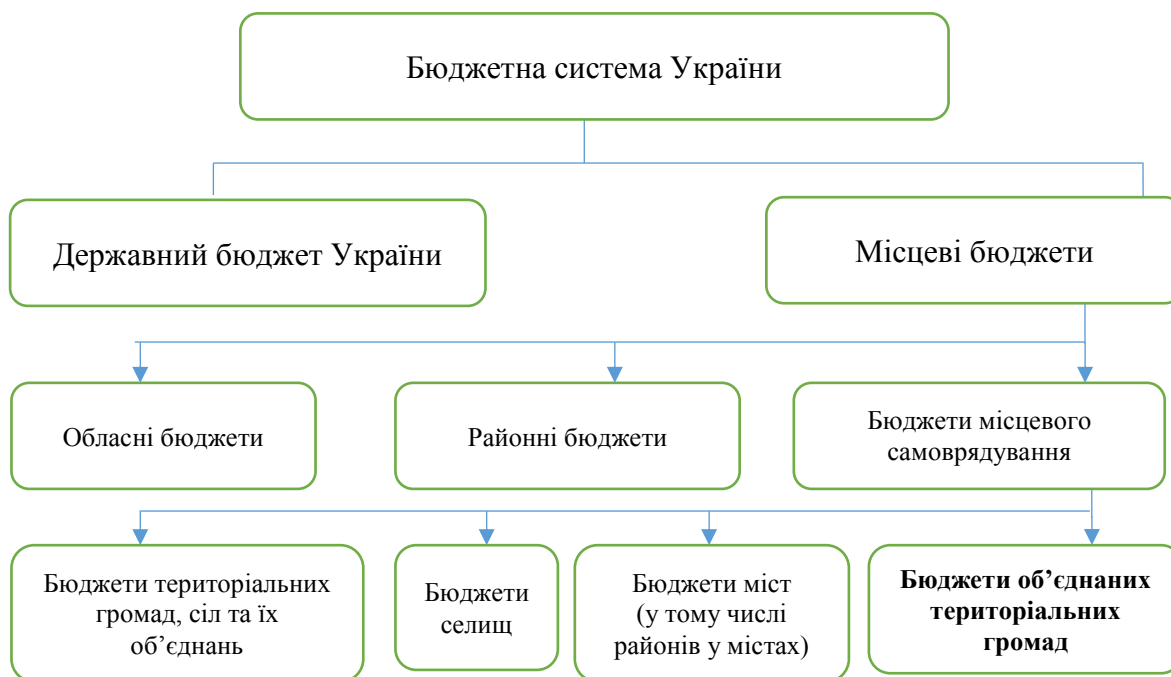 Бюджетна система України
Державний бюджет України
Місцеві бюджети
Обласні бюджети
Районні бюджети
Бюджети місцевого
самоврядування
Бюджети територіальних
громад, сіл та їх
об’єднань
Бюджети
селищ
Бюджети міст
(у тому числі
районів у містах)
Бюджети об’єднаних
територіальних
громад